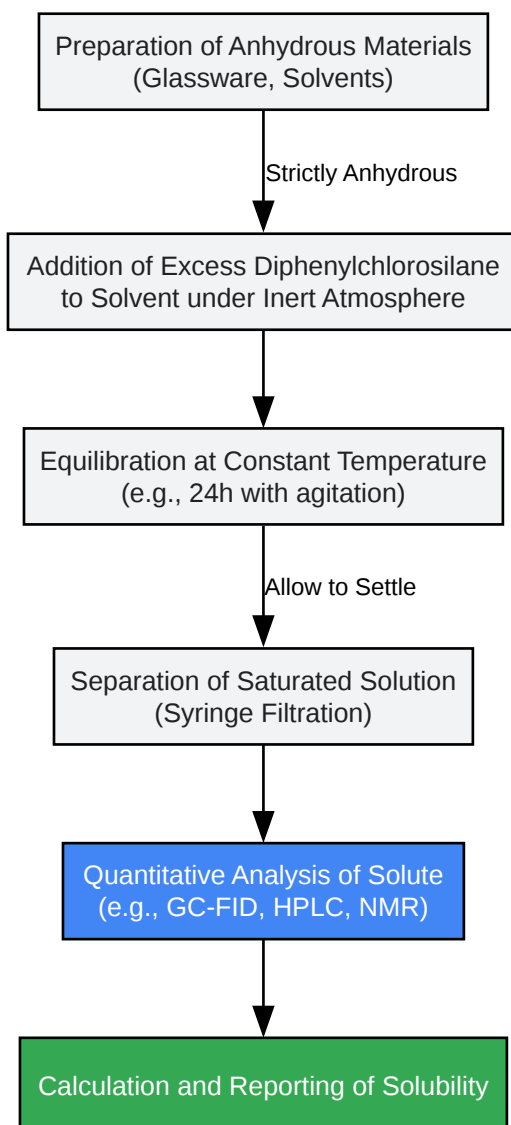 Preparation of Anhydrous Materials
(Glassware, Solvents)
Strictly Anhydrous
Addition of Excess Diphenylchlorosilane
to Solvent under Inert Atmosphere
Equilibration at Constant Temperature
(e.g., 24h with agitation)
Allow to Settle
Separation of Saturated Solution
(Syringe Filtration)
Quantitative Analysis of Solute
(e.g., GC-FID, HPLC, NMR)
Calculation and Reporting of Solubility